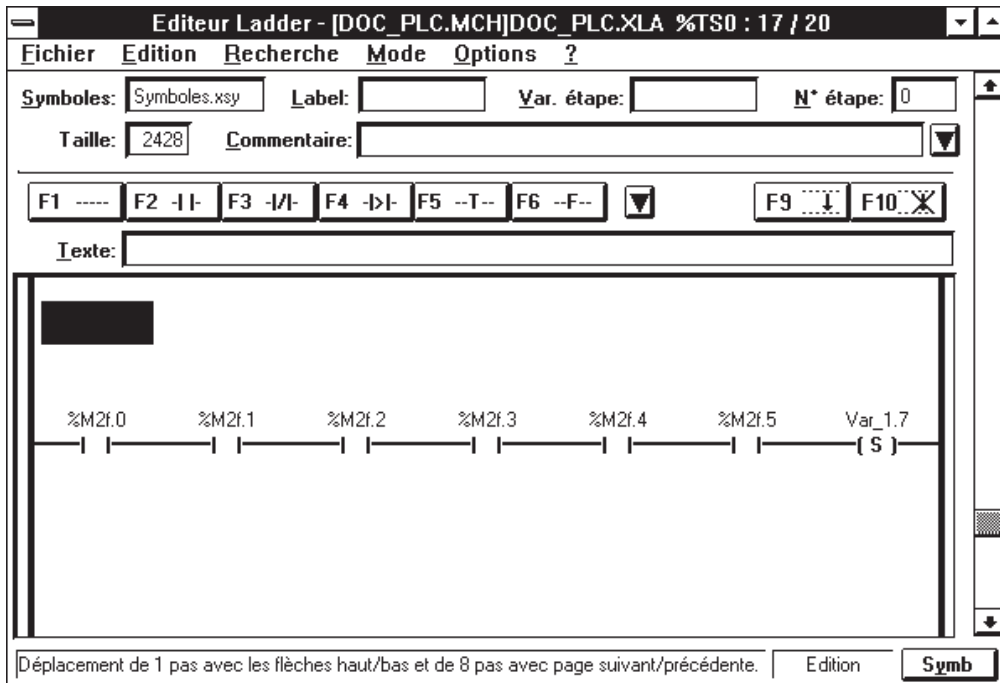 Editeur Ladder - [DOC_PLC.MCH]DOC_PLC.XLA %TS0 : 17 / 20
Fichier Edition Recherche Mode Options ?
Symboles: Symboles.xsy Label: Var. étape: N° étape: 0
Taille: 2428 Commentaire:
F1 ----- F2 -| |- F3 -|/|- F4 -|>|- F5 --T-- F6 --F-- F9 F10
Texte:
%M2f.0 %M2f.1 %M2f.2 %M2f.3 %M2f.4 %M2f.5 Var_1.7
( S )
Déplacement de 1 pas avec les flèches haut/bas et de 8 pas avec page suivant/précédente. Edition Symb